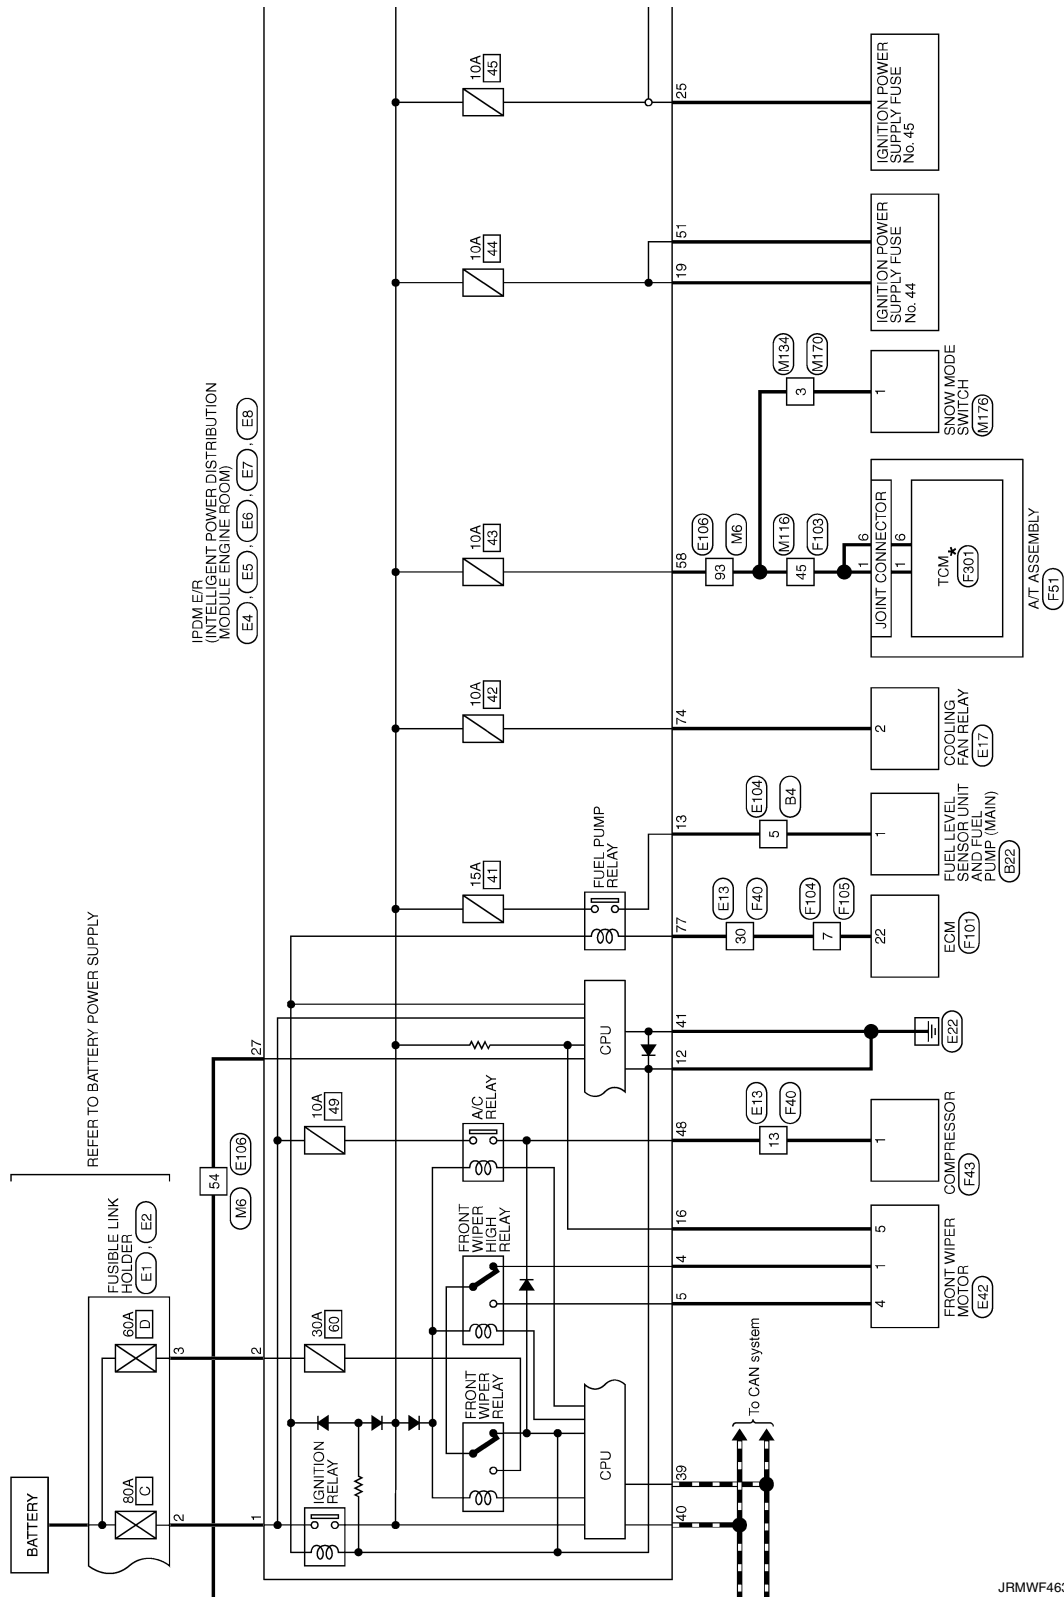 BATTERY
REFER TO BATTERY POWER SUPPLY
FUSIBLE LINK
HOLDER
E1 , E2
80A
C
60A
D
2
3
M6
54
E106
IPDM E/R
(INTELLIGENT POWER DISTRIBUTION
MODULE ENGINE ROOM)
E4 , E5 , E6 , E7 , E8
1
2
27
IGNITION
RELAY
30A
60
10A
49
FRONT
WIPER
RELAY
FRONT
WIPER
HIGH
RELAY
A/C
RELAY
15A
41
10A
42
10A
43
10A
44
10A
45
CPU
CPU
FUEL PUMP
RELAY
40
39
5
4
16
48
12
41
77
13
74
58
19
51
25
To CAN system
13
E13
F40
30
E13
F40
7
F104
F105
5
E104
B4
93
E106
M6
45
M116
F103
3
M134
M170
4
1
5
FRONT WIPER
MOTOR
E42
1
COMPRESSOR
F43
E22
22
ECM
F101
1
FUEL LEVEL
SENSOR UNIT
AND FUEL
PUMP (MAIN)
B22
2
COOLING
FAN RELAY
E17
1
6
JOINT CONNECTOR
1
6
TCM*
F301
A/T ASSEMBLY
F51
1
SNOW MODE
SWITCH
M176
IGNITION POWER
SUPPLY FUSE
No. 44
IGNITION POWER
SUPPLY FUSE
No. 45
JRMWF463